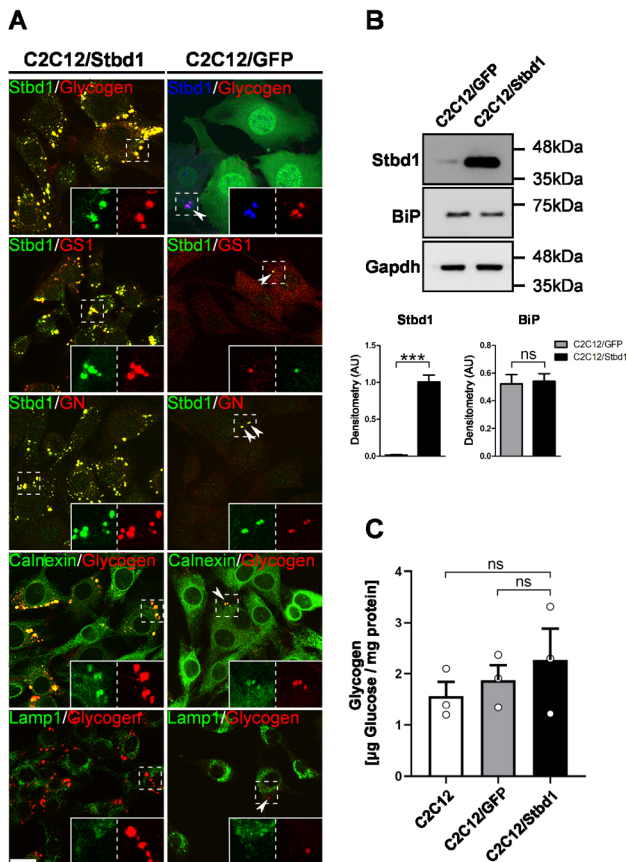 A
C2C12/Stbd1 C2C12/GFP
Stbd1/Glycogen Stbd1/Glycogen
Stbd1/GS1 Stbd1/GS1
Stbd1/GN Stbd1/GN
Calnexin/Glycogen Calnexin/Glycogen
Lamp1/Glycogen Lamp1/Glycogen
B
C2C12/GFP
C2C12/Stbd1
Stbd1
48kDa
35kDa
BiP
75kDa
Gapdh
48kDa
35kDa
Stbd1
Densitometry (AU)
1.5
1.0
0.5
0.0
***
BiP
Densitometry (AU)
0.8
0.6
0.4
0.2
0.0
ns
C2C12/GFP
C2C12/Stbd1
C
Glycogen
[µg Glucose / mg protein]
4
3
2
1
0
ns
ns
C2C12
C2C12/GFP
C2C12/Stbd1